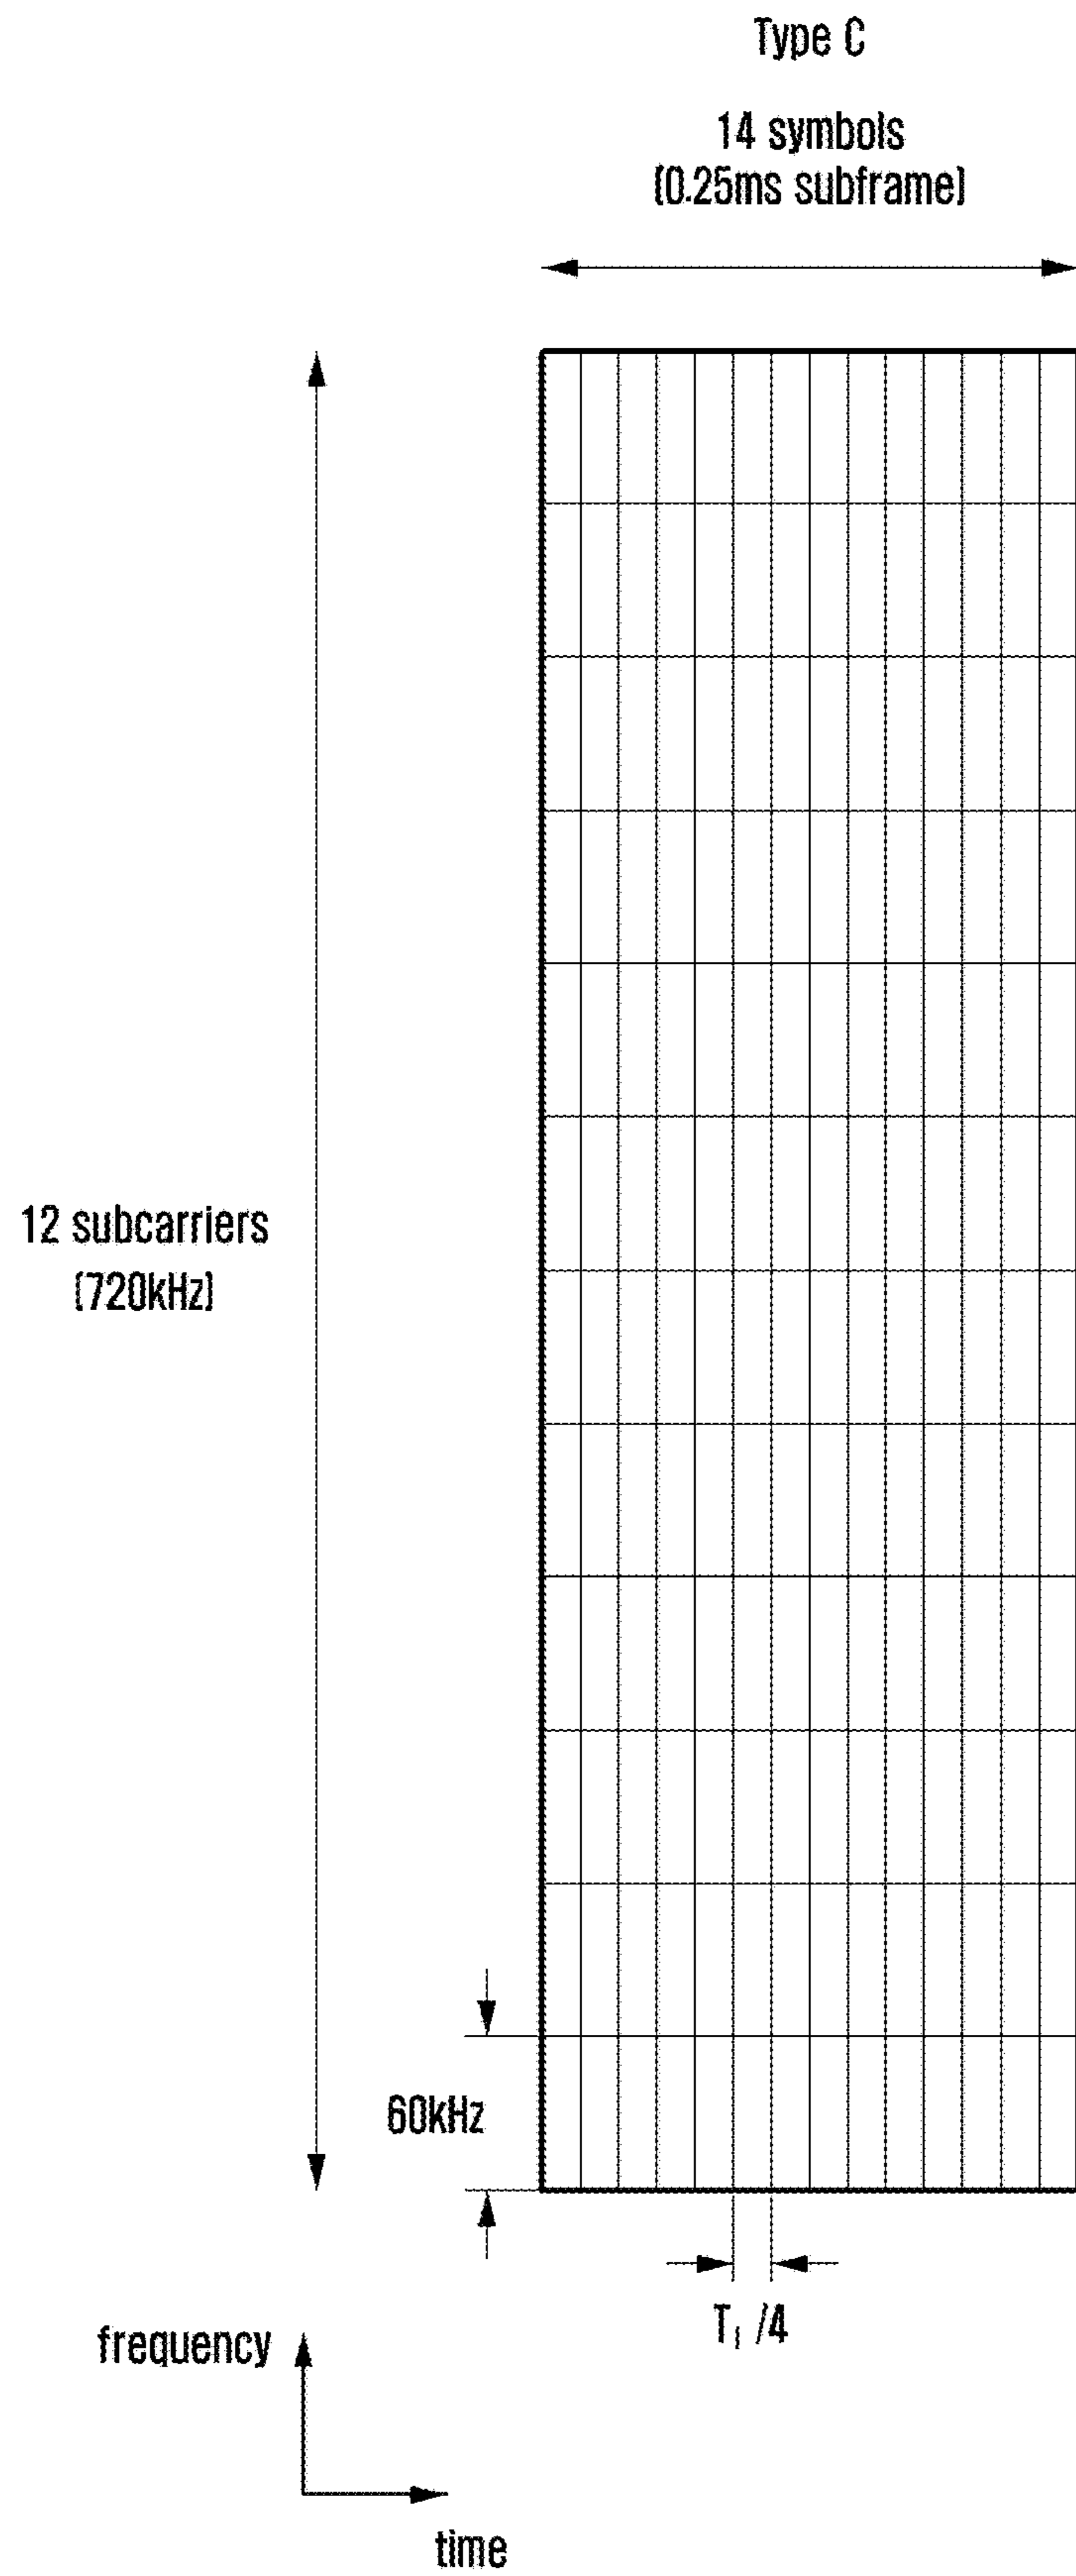 Type C
14 symbols
(0.25ms subframe)
12 subcarriers
(720kHz)
60kHz
T₁ /4
frequency
time